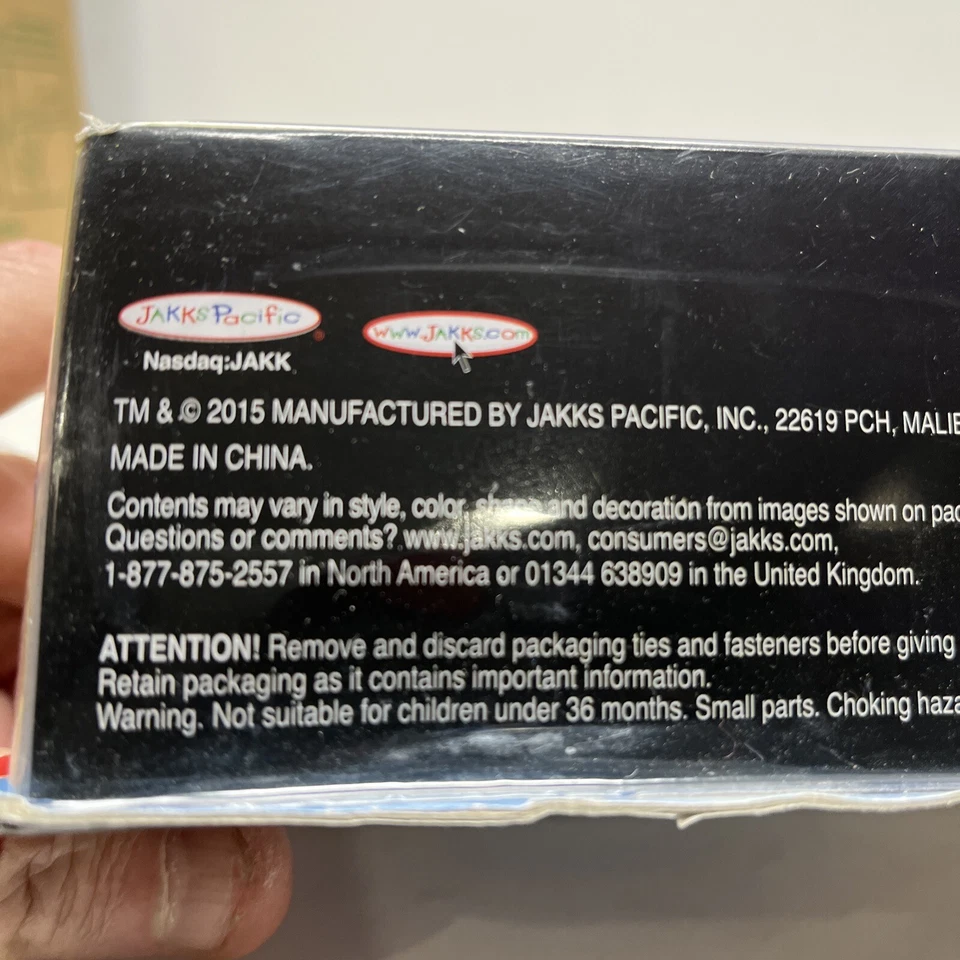 JAKKS Pacific
www.JAKKS.com
Nasdaq:JAKK
TM & © 2015 MANUFACTURED BY JAKKS PACIFIC, INC., 22619 PCH, MALIB
MADE IN CHINA.
Contents may vary in style, color, shape and decoration from images shown on pac
Questions or comments? www.jakks.com, consumers@jakks.com,
1-877-875-2557 in North America or 01344 638909 in the United Kingdom.
ATTENTION! Remove and discard packaging ties and fasteners before giving
Retain packaging as it contains important information.
Warning. Not suitable for children under 36 months. Small parts. Choking haza